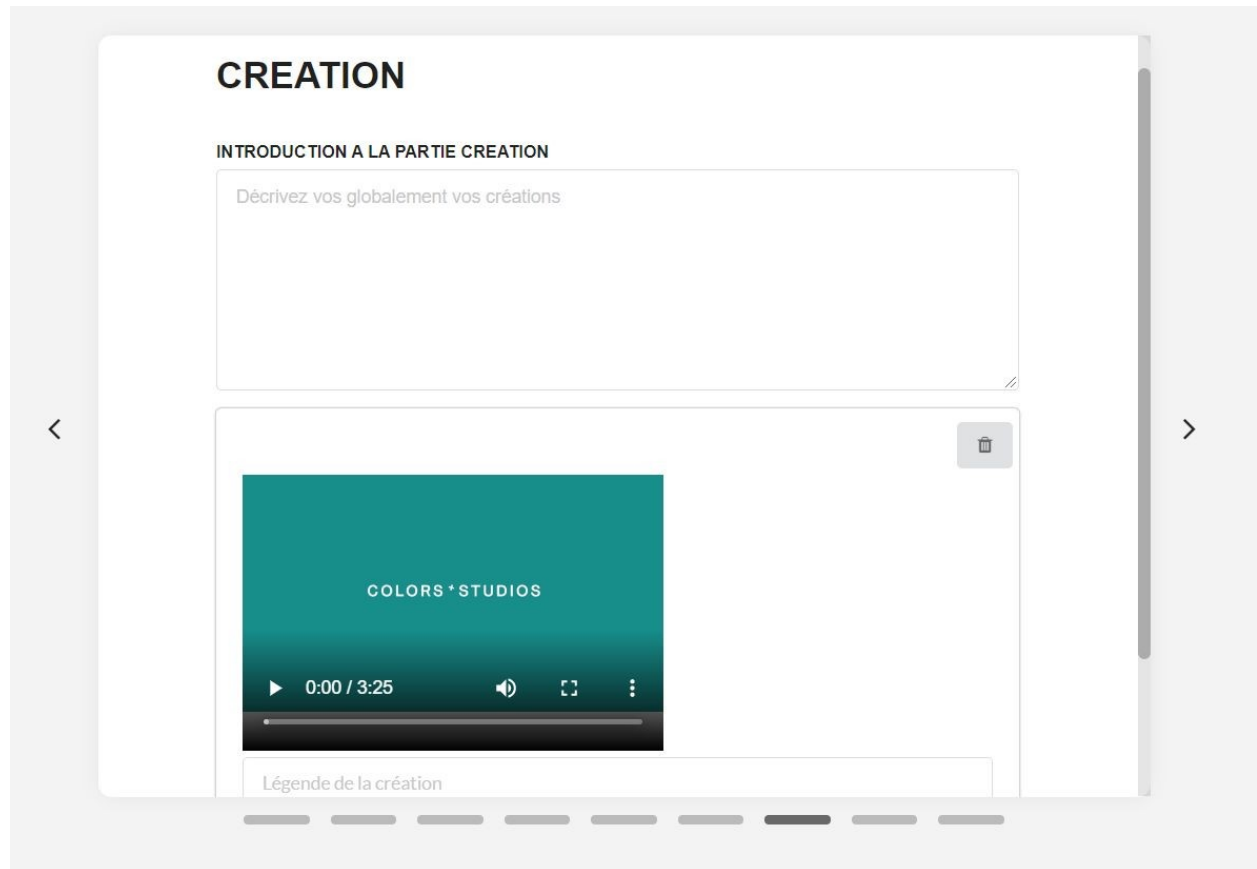 CREATION
INTRODUCTION A LA PARTIE CREATION
Décrivez vos globalement vos créations
COLORS*STUDIOS
0:00 / 3:25
Légende de la création